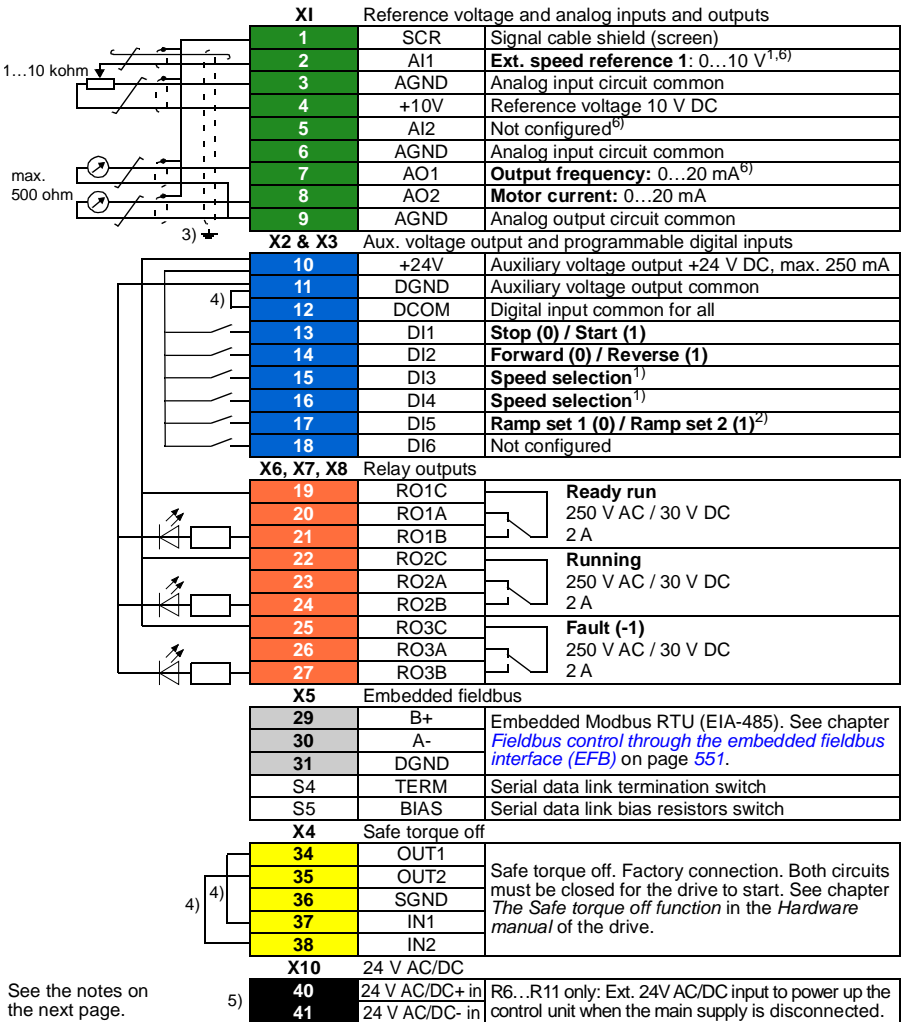 XI Reference voltage and analog inputs and outputs
1 SCR Signal cable shield (screen)
1…10 kohm 2 AI1 Ext. speed reference 1: 0…10 V1,6)
3 AGND Analog input circuit common
4 +10V Reference voltage 10 V DC
5 AI2 Not configured6)
6 AGND Analog input circuit common
max.
500 ohm
7 AO1 Output frequency: 0…20 mA6)
8 AO2 Motor current: 0…20 mA
9 AGND Analog output circuit common
3)
X2 & X3 Aux. voltage output and programmable digital inputs
10 +24V Auxiliary voltage output +24 V DC, max. 250 mA
11 DGND Auxiliary voltage output common
4)
12 DCOM Digital input common for all
13 DI1 Stop (0) / Start (1)
14 DI2 Forward (0) / Reverse (1)
15 DI3 Speed selection1)
16 DI4 Speed selection1)
17 DI5 Ramp set 1 (0) / Ramp set 2 (1)2)
18 DI6 Not configured
X6, X7, X8 Relay outputs
19 RO1C Ready run
20 RO1A 250 V AC / 30 V DC
21 RO1B 2 A
22 RO2C Running
23 RO2A 250 V AC / 30 V DC
24 RO2B 2 A
25 RO3C Fault (-1)
26 RO3A 250 V AC / 30 V DC
27 RO3B 2 A
X5 Embedded fieldbus
29 B+
30 A-
31 DGND
Embedded Modbus RTU (EIA-485). See chapter
Fieldbus control through the embedded fieldbus
interface (EFB) on page 551.
S4 TERM Serial data link termination switch
S5 BIAS Serial data link bias resistors switch
X4 Safe torque off
34 OUT1
35 OUT2
36 SGND
37 IN1
38 IN2
4) 4)
Safe torque off. Factory connection. Both circuits
must be closed for the drive to start. See chapter
The Safe torque off function in the Hardware
manual of the drive.
X10 24 V AC/DC
See the notes on
the next page.
5)
40 24 V AC/DC+ in
41 24 V AC/DC- in
R6…R11 only: Ext. 24V AC/DC input to power up the
control unit when the main supply is disconnected.